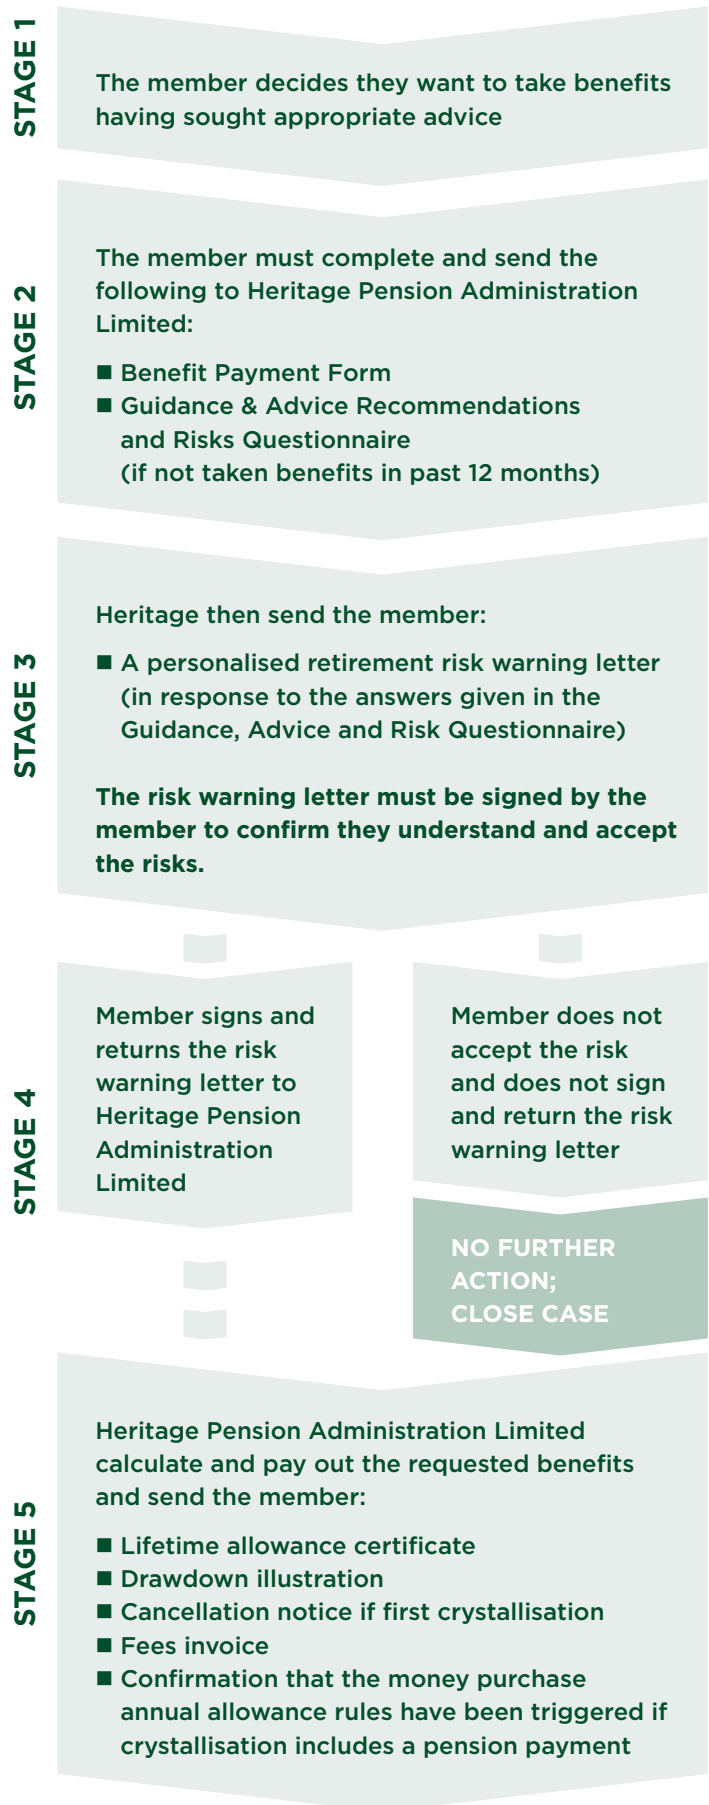 STAGE 1
The member decides they want to take benefits
having sought appropriate advice
STAGE 2
The member must complete and send the
following to Heritage Pension Administration
Limited:
■ Benefit Payment Form
■ Guidance & Advice Recommendations
and Risks Questionnaire
(if not taken benefits in past 12 months)
STAGE 3
Heritage then send the member:
■ A personalised retirement risk warning letter
(in response to the answers given in the
Guidance, Advice and Risk Questionnaire)
The risk warning letter must be signed by the
member to confirm they understand and accept
the risks.
STAGE 4
Member signs and
returns the risk
warning letter to
Heritage Pension
Administration
Limited
Member does not
accept the risk
and does not sign
and return the risk
warning letter
NO FURTHER
ACTION;
CLOSE CASE
STAGE 5
Heritage Pension Administration Limited
calculate and pay out the requested benefits
and send the member:
■ Lifetime allowance certificate
■ Drawdown illustration
■ Cancellation notice if first crystallisation
■ Fees invoice
■ Confirmation that the money purchase
annual allowance rules have been triggered if
crystallisation includes a pension payment